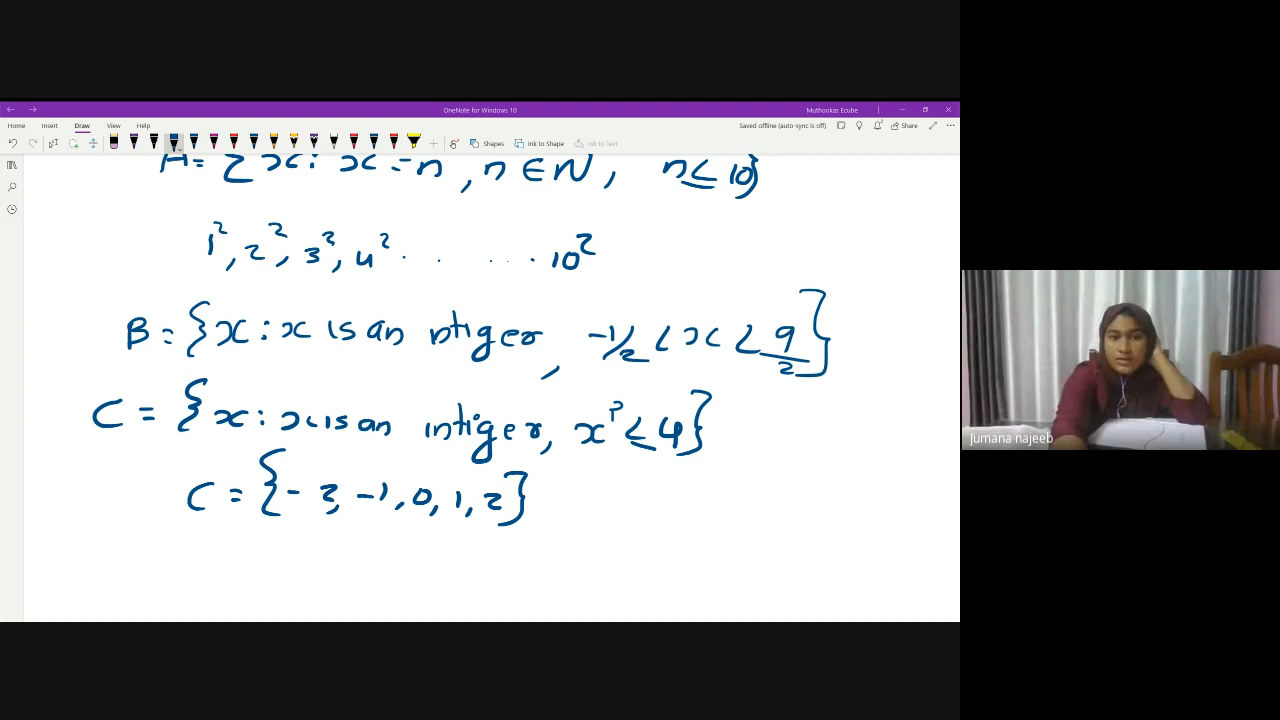 OneNote for Windows 10
Muthookas Ecube
Home Insert Draw View Help
Saved offline (auto-sync is off)
Share
Shapes
Ink to Shape
Ink to Text
A = {x : x = n , n ∈ N , n ≤ 10}
1², 2², 3², 4² . . . . . 10²
B = {x : x is an ntiger , -1/2 < x < 9/2}
C = {x : x is an intiger, x² ≤ 4}
C = {- 2, -1, 0, 1, 2}
Jumana najeeb